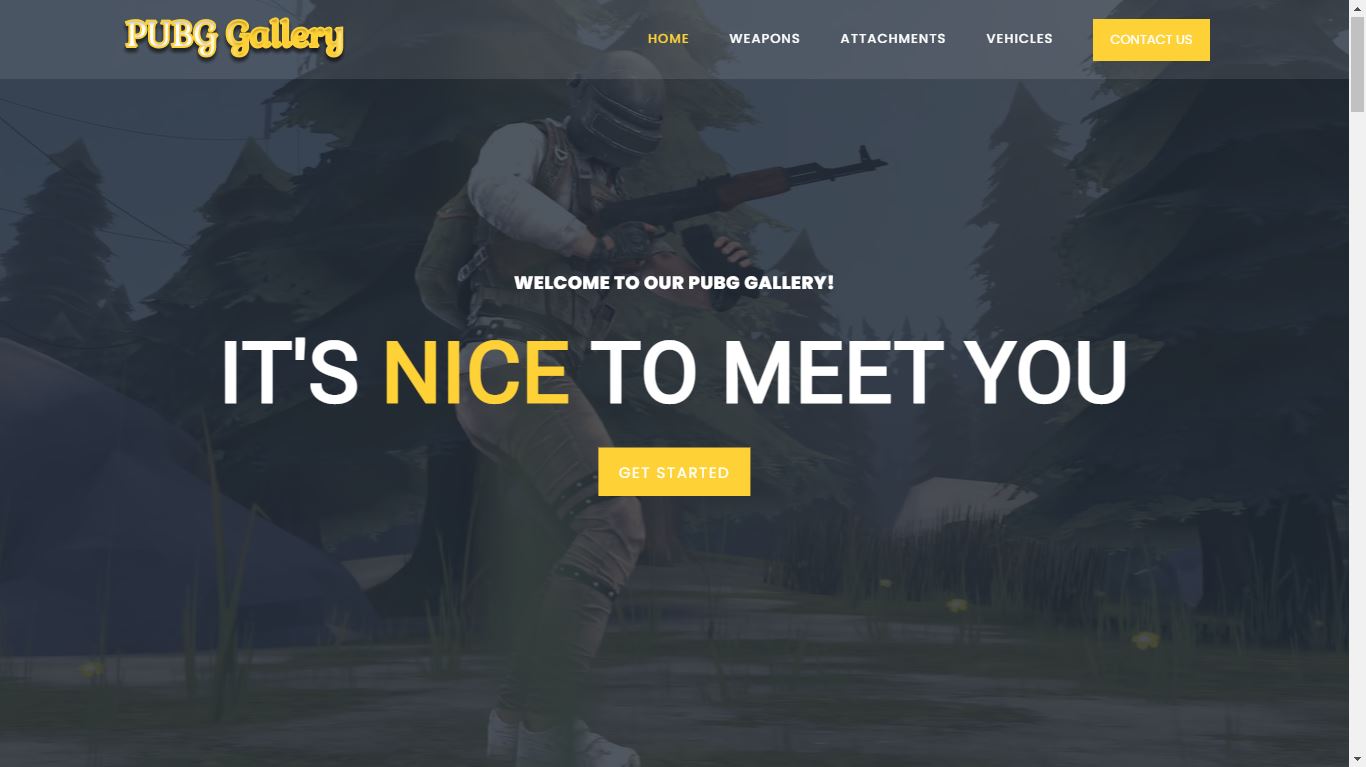 PUBG Gallery
HOME WEAPONS ATTACHMENTS VEHICLES CONTACT US
WELCOME TO OUR PUBG GALLERY!
IT'S NICE TO MEET YOU
GET STARTED